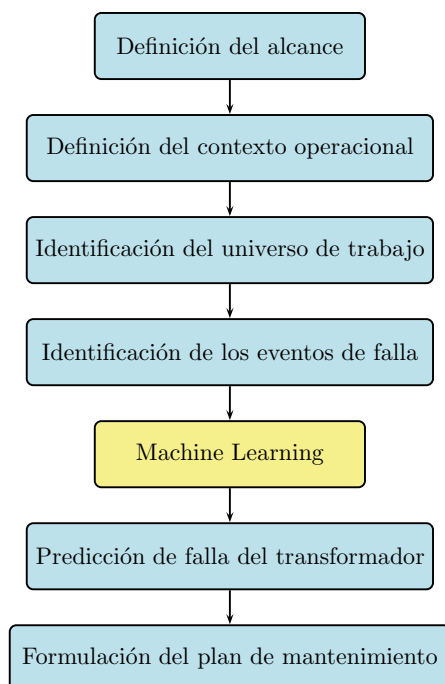 Definición del alcance
Definición del contexto operacional
Identificación del universo de trabajo
Identificación de los eventos de falla
Machine Learning
Predicción de falla del transformador
Formulación del plan de mantenimiento